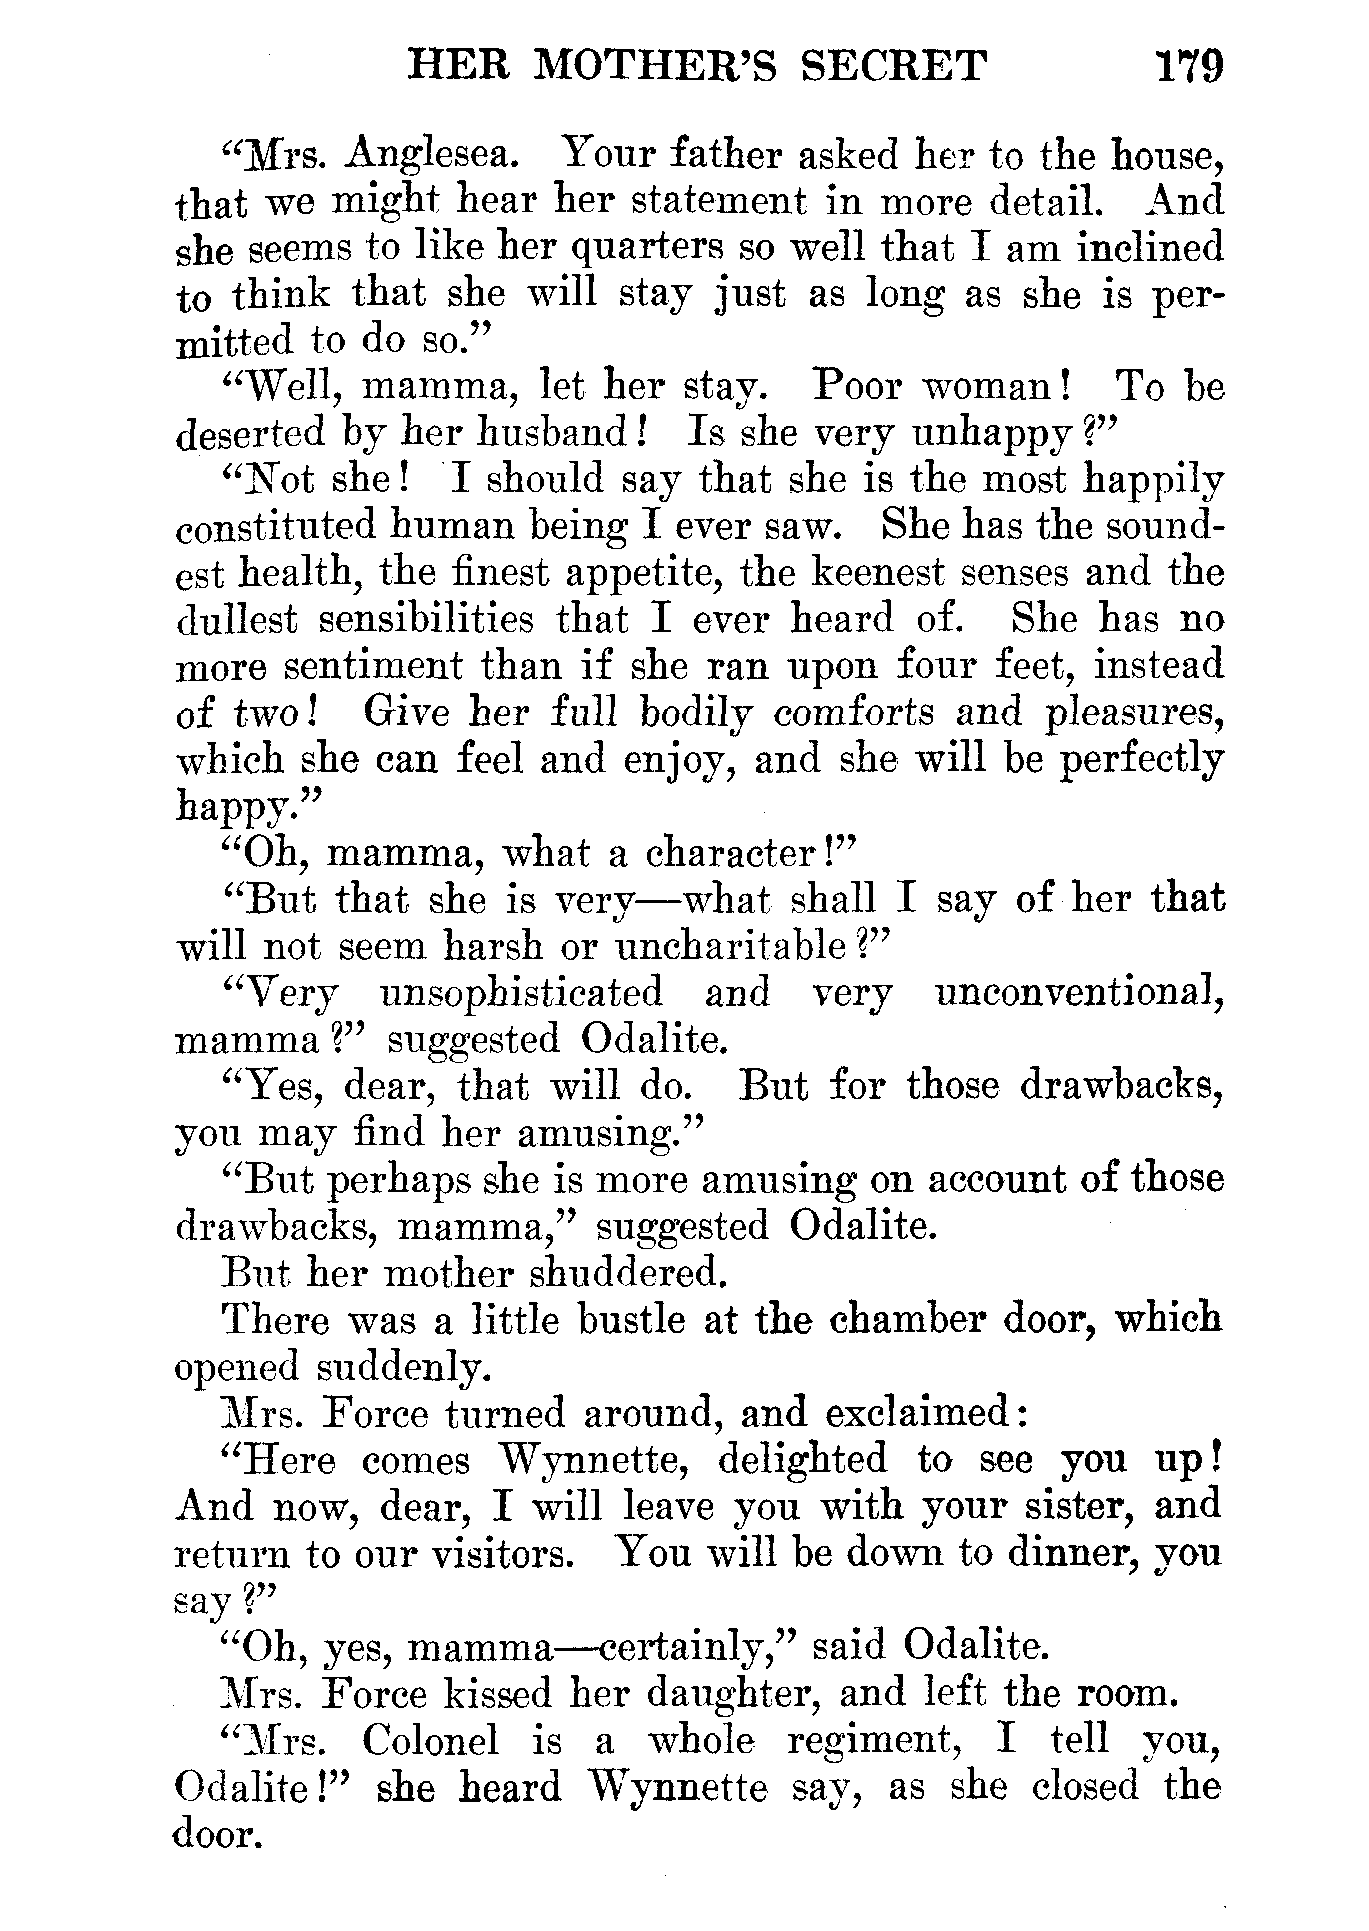 HER MOTHER'S SECRET 179
"Mrs. Anglesea. Your father asked her to the house,
that we might hear her statement in more detail. And
she seems to like her quarters so well that I am inclined
to think that she will stay just as long as she is per-
mitted to do so."
"Well, mamma, let her stay. Poor woman! To be
deserted by her husband! Is she very unhappy?"
"Not she! I should say that she is the most happily
constituted human being I ever saw. She has the sound-
est health, the finest appetite, the keenest senses and the
dullest sensibilities that I ever heard of. She has no
more sentiment than if she ran upon four feet, instead
of two! Give her full bodily comforts and pleasures,
which she can feel and enjoy, and she will be perfectly
happy."
"Oh, mamma, what a character!"
"But that she is very—what shall I say of her that
will not seem harsh or uncharitable?"
"Very unsophisticated and very unconventional,
mamma?" suggested Odalite.
"Yes, dear, that will do. But for those drawbacks,
you may find her amusing."
"But perhaps she is more amusing on account of those
drawbacks, mamma," suggested Odalite.
But her mother shuddered.
There was a little bustle at the chamber door, which
opened suddenly.
Mrs. Force turned around, and exclaimed:
"Here comes Wynnette, delighted to see you up!
And now, dear, I will leave you with your sister, and
return to our visitors. You will be down to dinner, you
say?"
"Oh, yes, mamma—certainly," said Odalite.
Mrs. Force kissed her daughter, and left the room.
"Mrs. Colonel is a whole regiment, I tell you,
Odalite!" she heard Wynnette say, as she closed the
door.